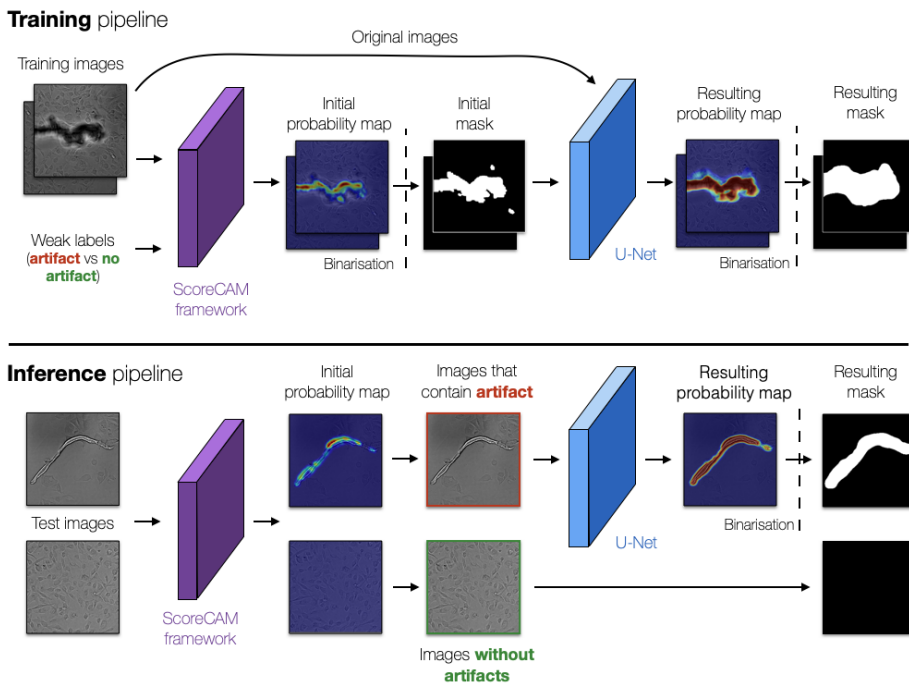 Training pipeline
Original images
Training images
Initial
probability map
Initial
mask
Resulting
probability map
Resulting
mask
Weak labels
(artifact vs no
artifact)
Binarisation
U-Net
Binarisation
ScoreCAM
framework
Inference pipeline
Initial
probability map
Images that
contain artifact
Resulting
probability map
Resulting
mask
Test images
Binarisation
U-Net
ScoreCAM
framework
Images without
artifacts